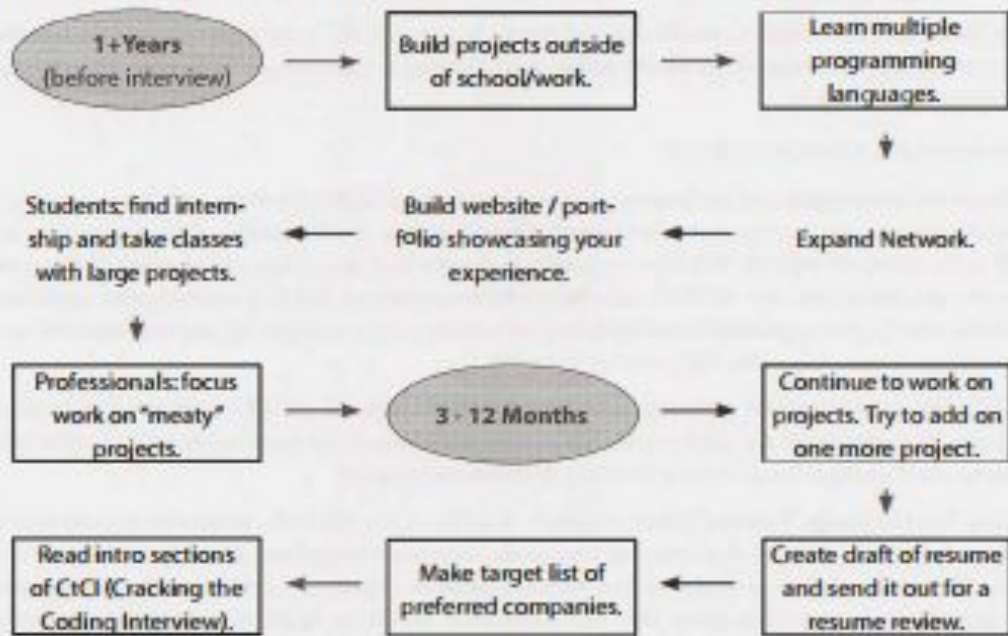 1+ Years
(before interview)
Build projects outside
of school/work.
Learn multiple
programming
languages.
Expand Network.
Build website / port-
folio showcasing your
experience.
Students: find intern-
ship and take classes
with large projects.
Professionals: focus
work on "meaty"
projects.
3 - 12 Months
Continue to work on
projects. Try to add on
one more project.
Create draft of resume
and send it out for a
resume review.
Make target list of
preferred companies.
Read intro sections
of CtCI (Cracking the
Coding Interview).